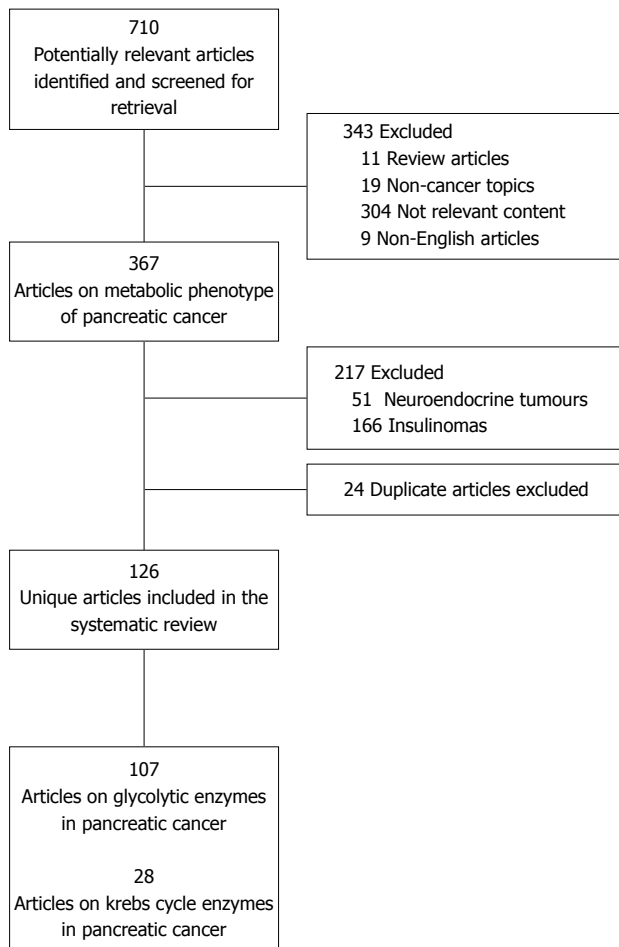 710
Potentially relevant articles
identified and screened for
retrieval
343 Excluded
11 Review articles
19 Non-cancer topics
304 Not relevant content
9 Non-English articles
367
Articles on metabolic phenotype
of pancreatic cancer
217 Excluded
51 Neuroendocrine tumours
166 Insulinomas
24 Duplicate articles excluded
126
Unique articles included in the
systematic review
107
Articles on glycolytic enzymes
in pancreatic cancer
28
Articles on krebs cycle enzymes
in pancreatic cancer